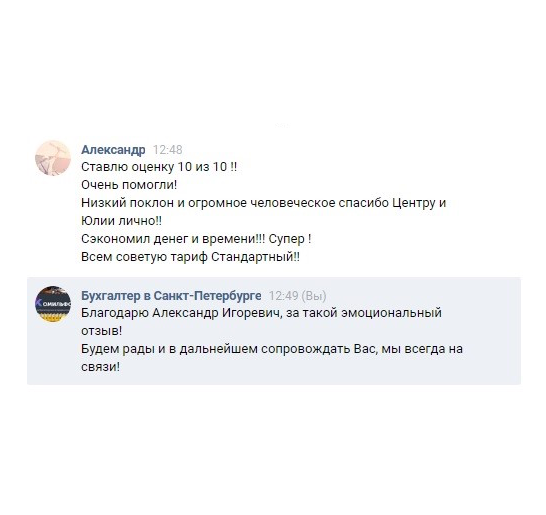 Александр 12:48
Ставлю оценку 10 из 10 !!
Очень помогли!
Низкий поклон и огромное человеческое спасибо Центру и
Юлии лично!!
Сэкономил денег и времени!!! Супер !
Всем советую тариф Стандартный!!
Бухгалтер в Санкт-Петербурге 12:49 (Вы)
Благодарю Александр Игоревич, за такой эмоциональный
отзыв!
Будем рады и в дальнейшем сопровождать Вас, мы всегда на
связи!